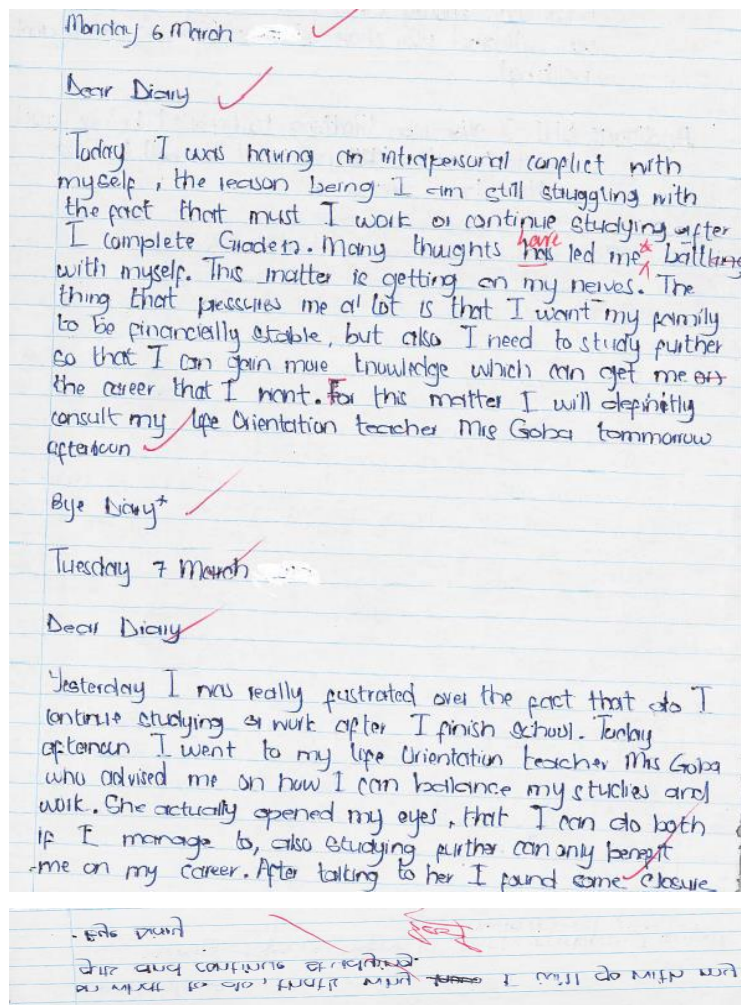 Monday 6 March
Dear Diary
Today I was having an intrapersonal conflict with
myself, the reason being I am still struggling with
the fact that must I work or continue studying after
I complete Grade 12. Many thoughts has have led me battling
with myself. This matter is getting on my nerves. The
thing that pressures me a lot is that I want my family
to be financially stable, but also I need to study further
so that I can gain more knowledge which can get me
the career that I want. For this matter I will definitly
consult my Life Orientation teacher Mrs Goba tommorrow
afternoon
Bye Diary
Tuesday 7 March
Dear Diary
Yesterday I was really fustrated over the fact that do I
continue studying or work after I finish school. Today
afternoon I went to my Life Orientation teacher Mrs Goba
who advised me on how I can ballance my studies and
work. She actually opened my eyes, that I can do both
if I manage to, also studying further can only benefit
me on my career. After talking to her I found some closure
on what to do, that's why I will go with my
gut and continue studying.
Bye Diary